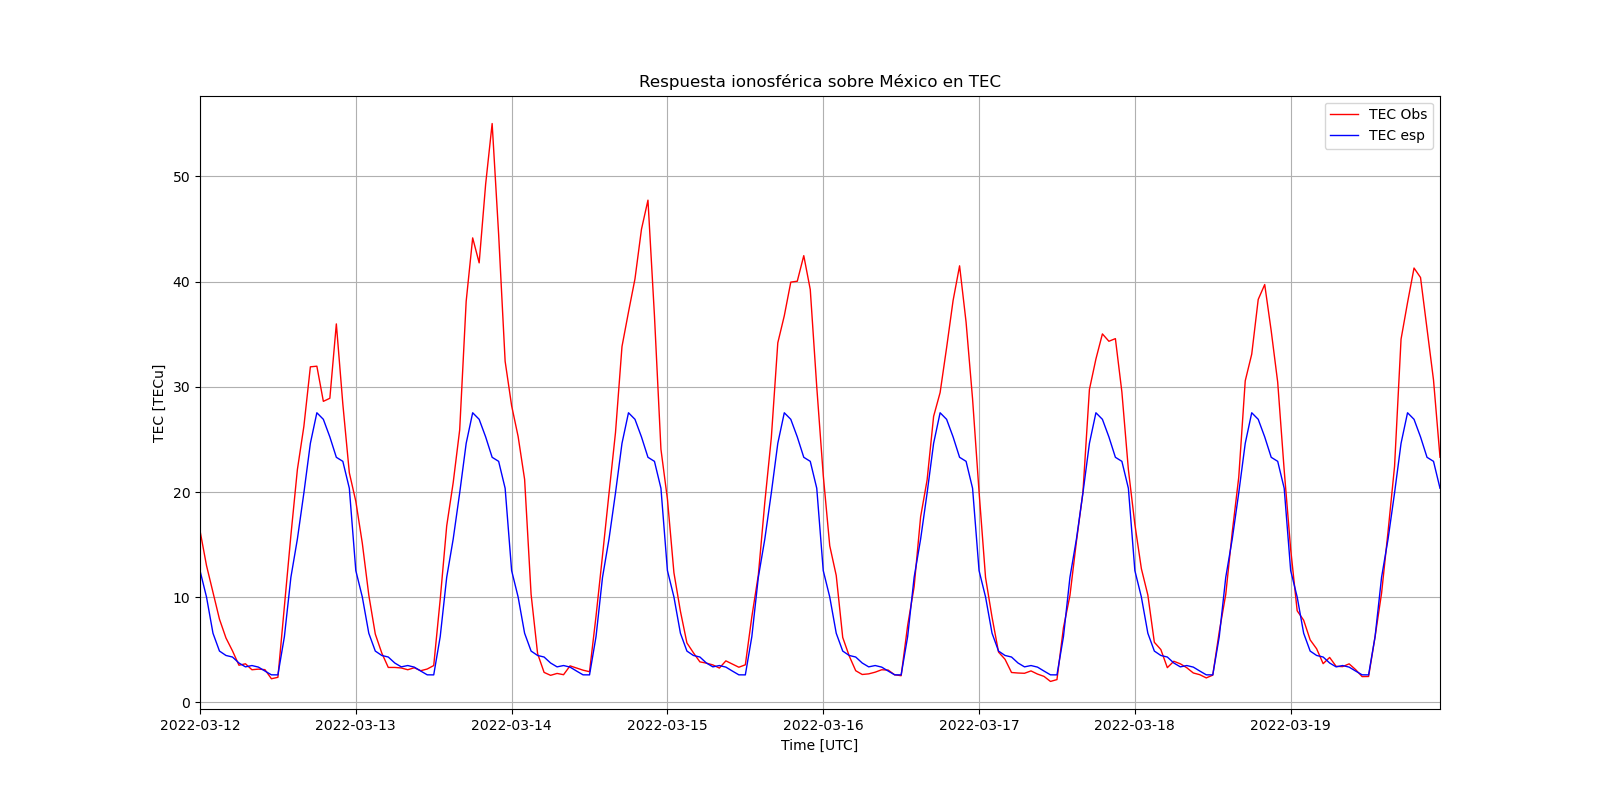 Respuesta ionosférica sobre México en TEC
TEC Obs
TEC esp
TEC [TECu]
50
40
30
20
10
0
2022-03-12
2022-03-13
2022-03-14
2022-03-15
2022-03-16
2022-03-17
2022-03-18
2022-03-19
Time [UTC]